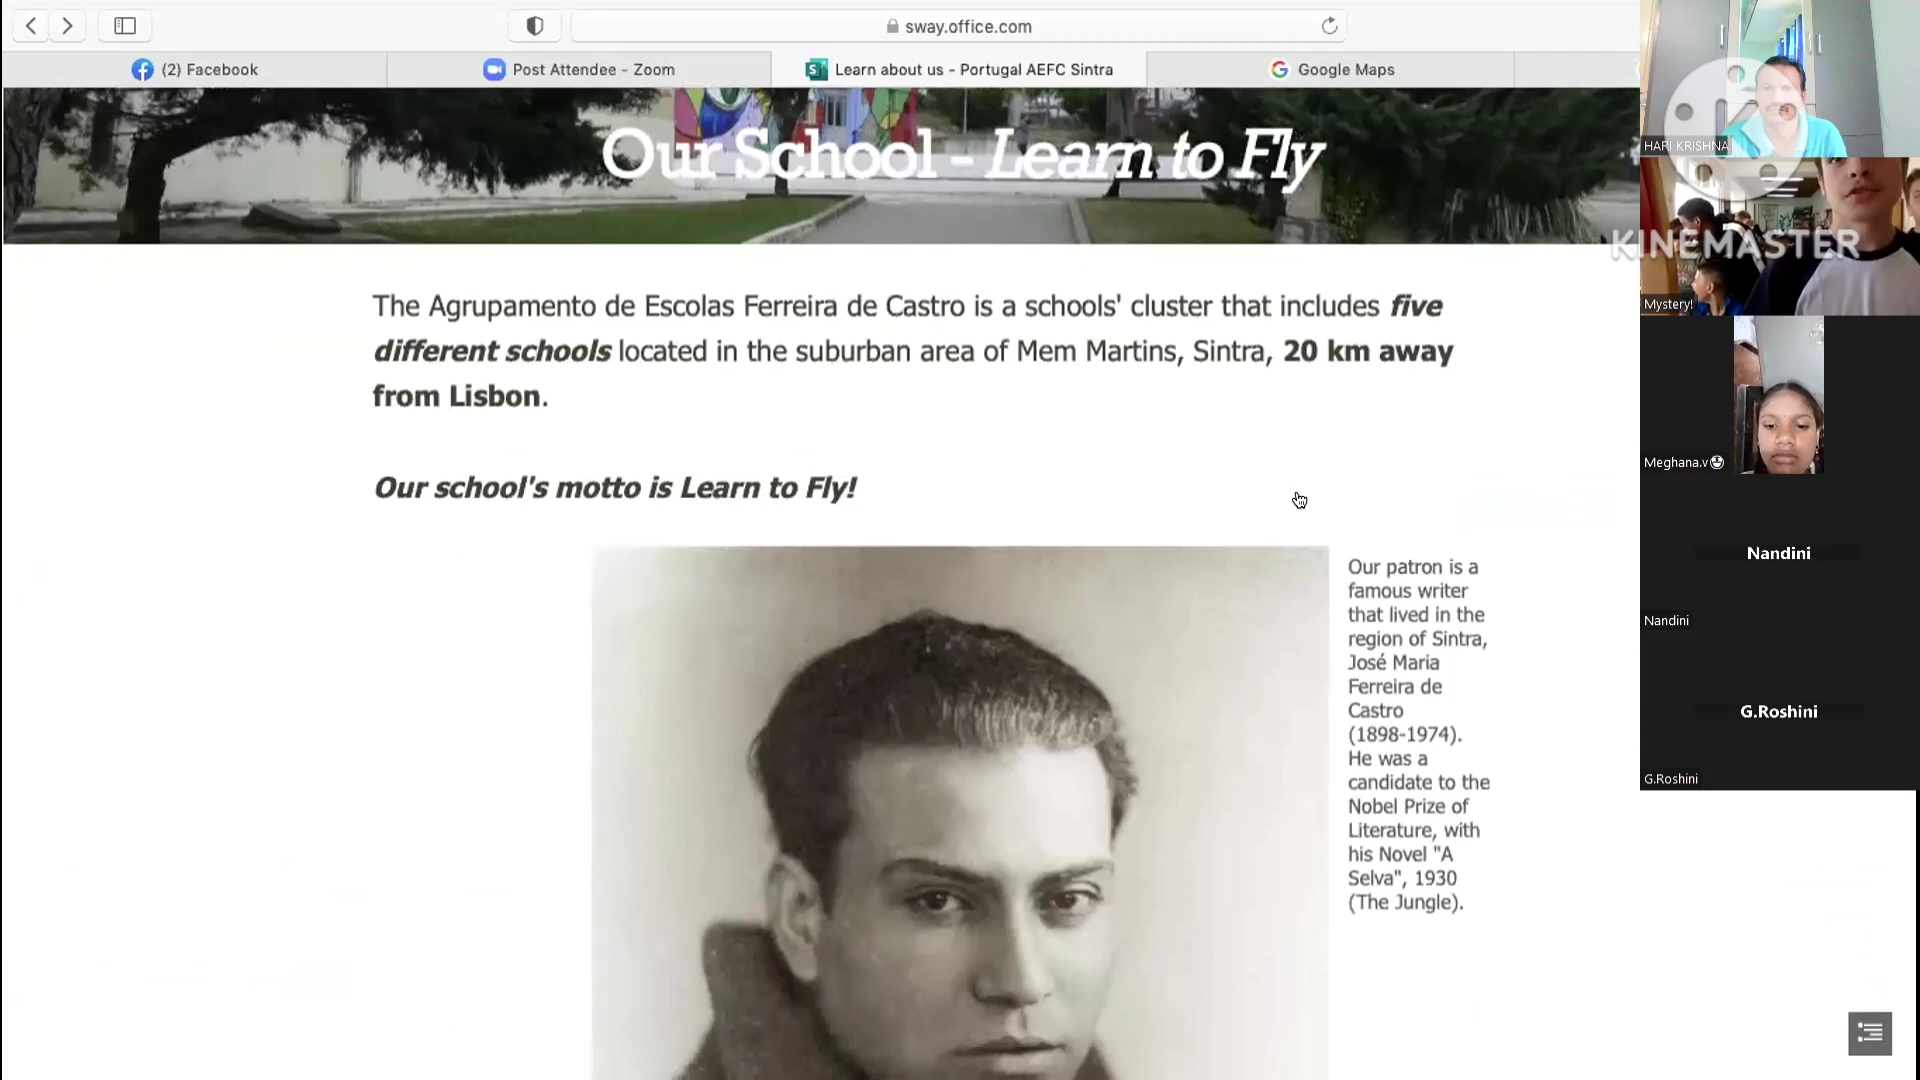 sway.office.com
(2) Facebook
Post Attendee - Zoom
Learn about us - Portugal AEFC Sintra
Google Maps
Our School - Learn to Fly
The Agrupamento de Escolas Ferreira de Castro is a schools' cluster that includes five
different schools located in the suburban area of Mem Martins, Sintra, 20 km away
from Lisbon.
Our school's motto is Learn to Fly!
Our patron is a
famous writer
that lived in the
region of Sintra,
José Maria
Ferreira de
Castro
(1898-1974).
He was a
candidate to the
Nobel Prize of
Literature, with
his Novel "A
Selva", 1930
(The Jungle).
HARI KRISHNA
KINEMASTER
Mystery!
Meghana.v
Nandini
Nandini
G.Roshini
G.Roshini